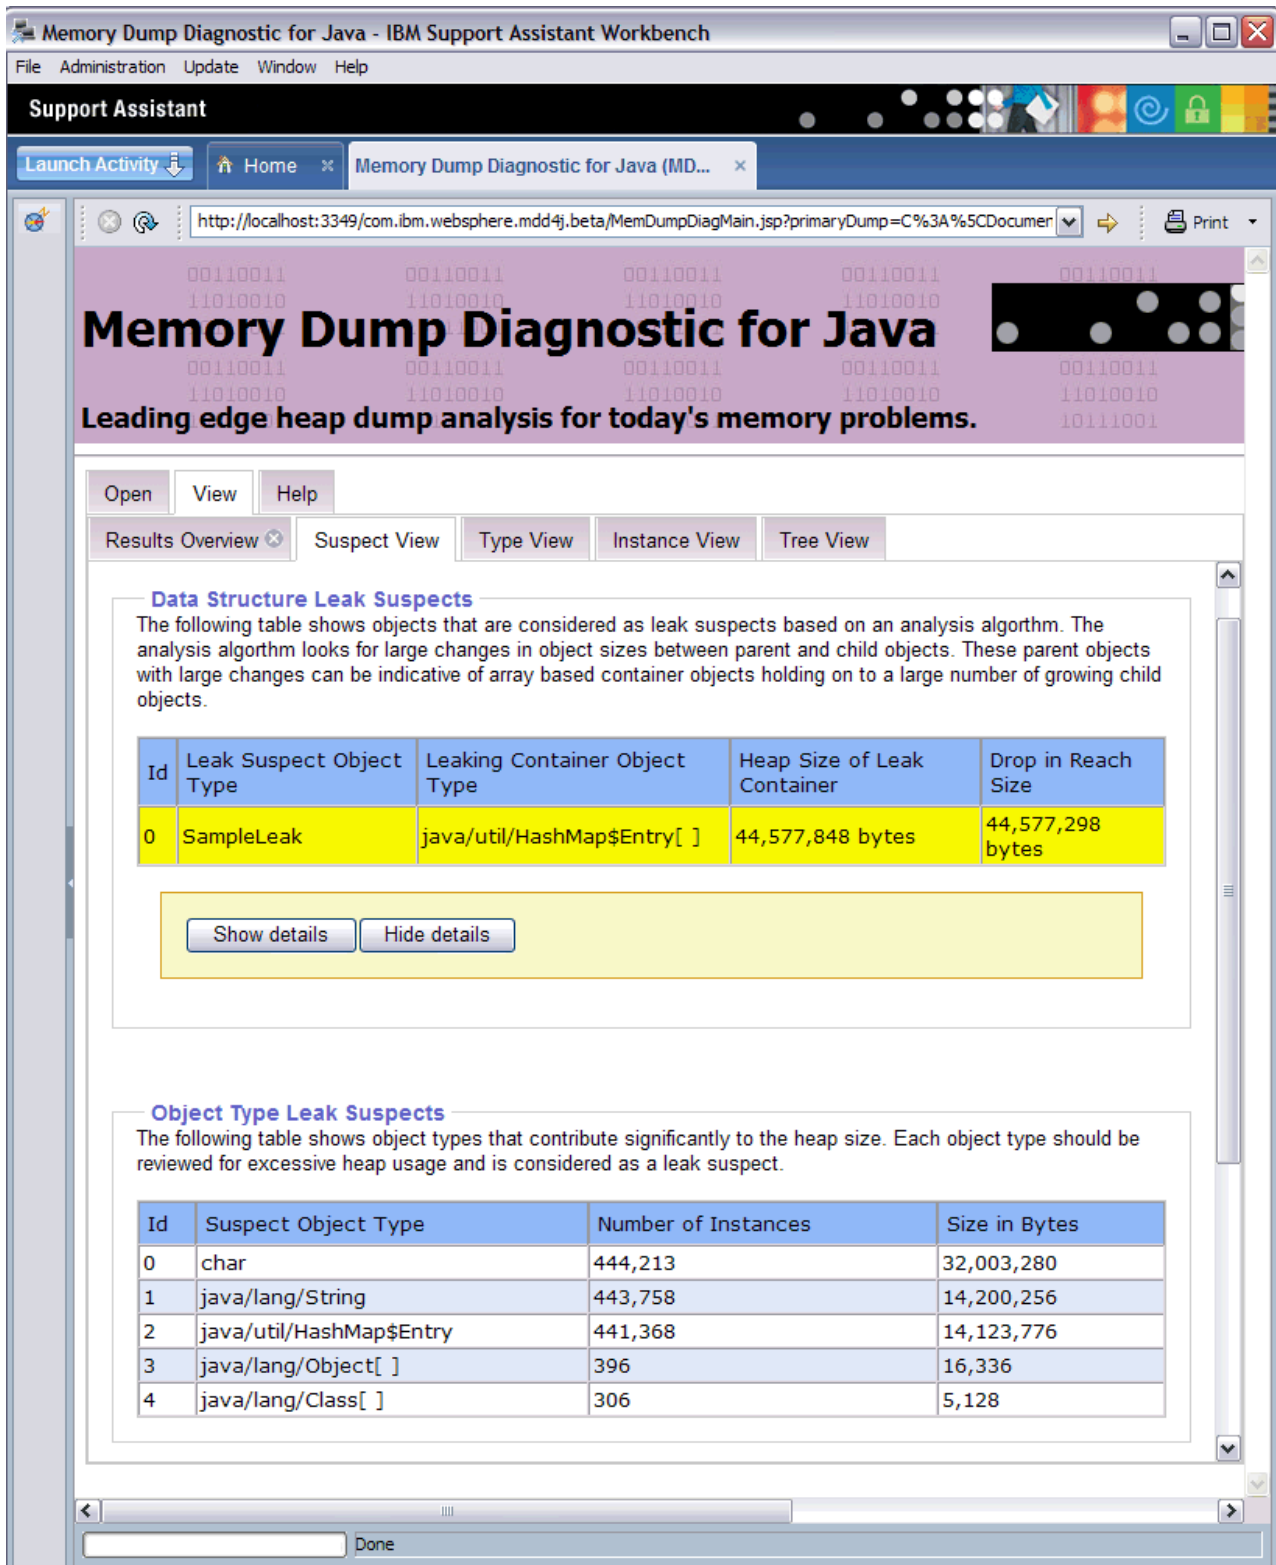 Memory Dump Diagnostic for Java - IBM Support Assistant Workbench
File Administration Update Window Help
Support Assistant
Launch Activity Home Memory Dump Diagnostic for Java (MD...
http://localhost:3349/com.ibm.websphere.mdd4j.beta/MemDumpDiagMain.jsp?primaryDump=C%3A%5CDocumen Print
00110011 00110011 00110011 00110011 00110011
11010010 11010010 11010010 11010010
Memory Dump Diagnostic for Java
00110011 00110011 00110011 00110011 00110011
11010010 11010010 11010010 11010010 11010010
Leading edge heap dump analysis for today's memory problems.
10111001
Open View Help
Results Overview Suspect View Type View Instance View Tree View
Data Structure Leak Suspects
The following table shows objects that are considered as leak suspects based on an analysis algorthm. The
analysis algorthm looks for large changes in object sizes between parent and child objects. These parent objects
with large changes can be indicative of array based container objects holding on to a large number of growing child
objects.
Id Leak Suspect Object Type Leaking Container Object Type Heap Size of Leak Container Drop in Reach Size
0 SampleLeak java/util/HashMap$Entry[ ] 44,577,848 bytes 44,577,298 bytes
Show details Hide details
Object Type Leak Suspects
The following table shows object types that contribute significantly to the heap size. Each object type should be
reviewed for excessive heap usage and is considered as a leak suspect.
Id Suspect Object Type Number of Instances Size in Bytes
0 char 444,213 32,003,280
1 java/lang/String 443,758 14,200,256
2 java/util/HashMap$Entry 441,368 14,123,776
3 java/lang/Object[ ] 396 16,336
4 java/lang/Class[ ] 306 5,128
Done